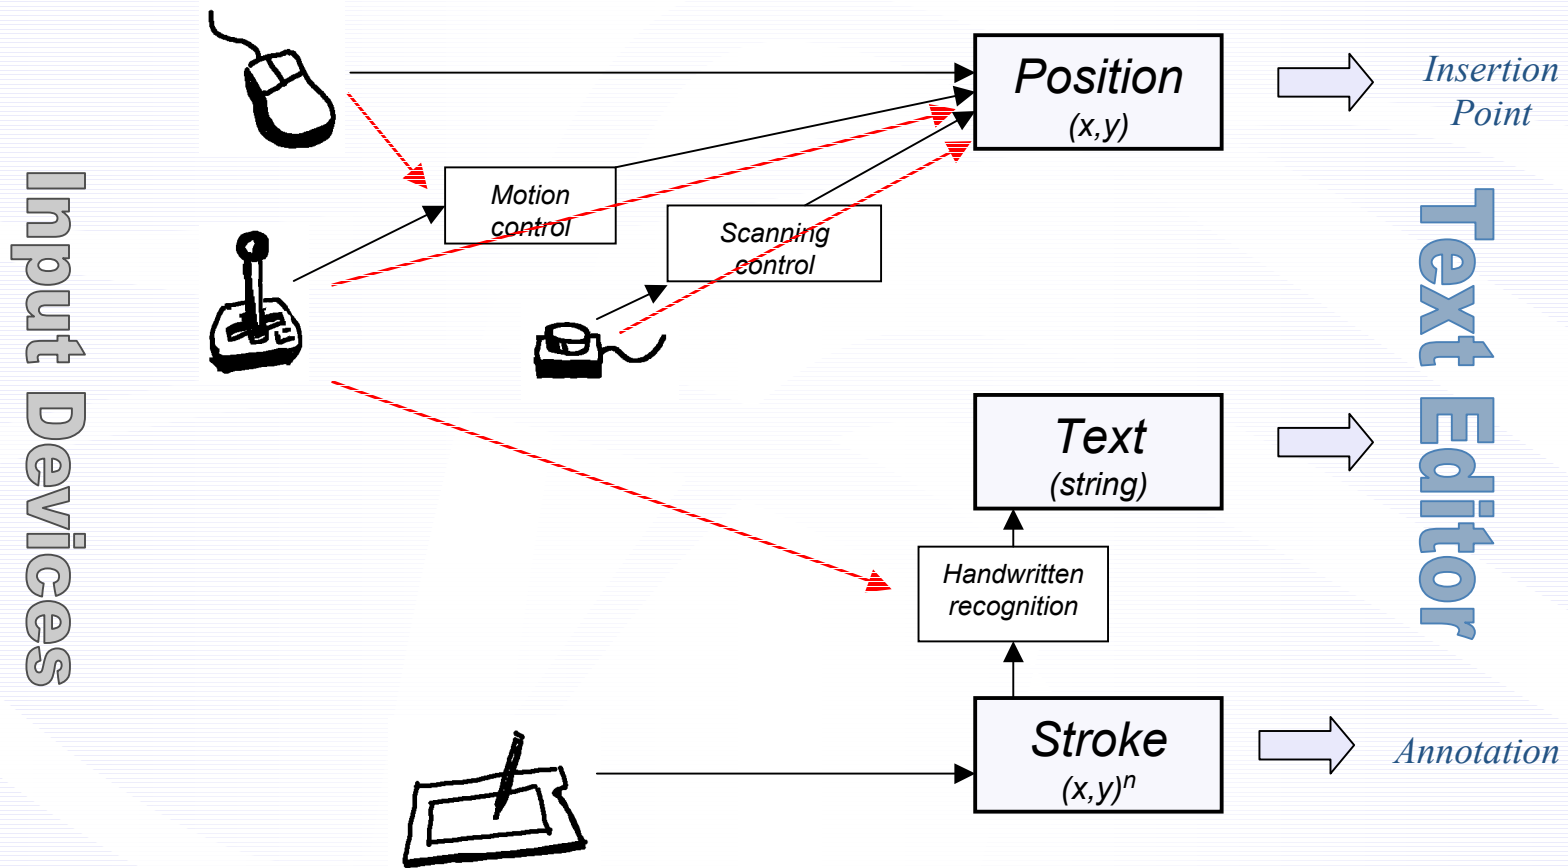 Input Devices
Position
(x,y)
Insertion
Point
Motion
control
Scanning
control
Text
(string)
Handwritten
recognition
Stroke
(x,y)ⁿ
Annotation
Text Editor